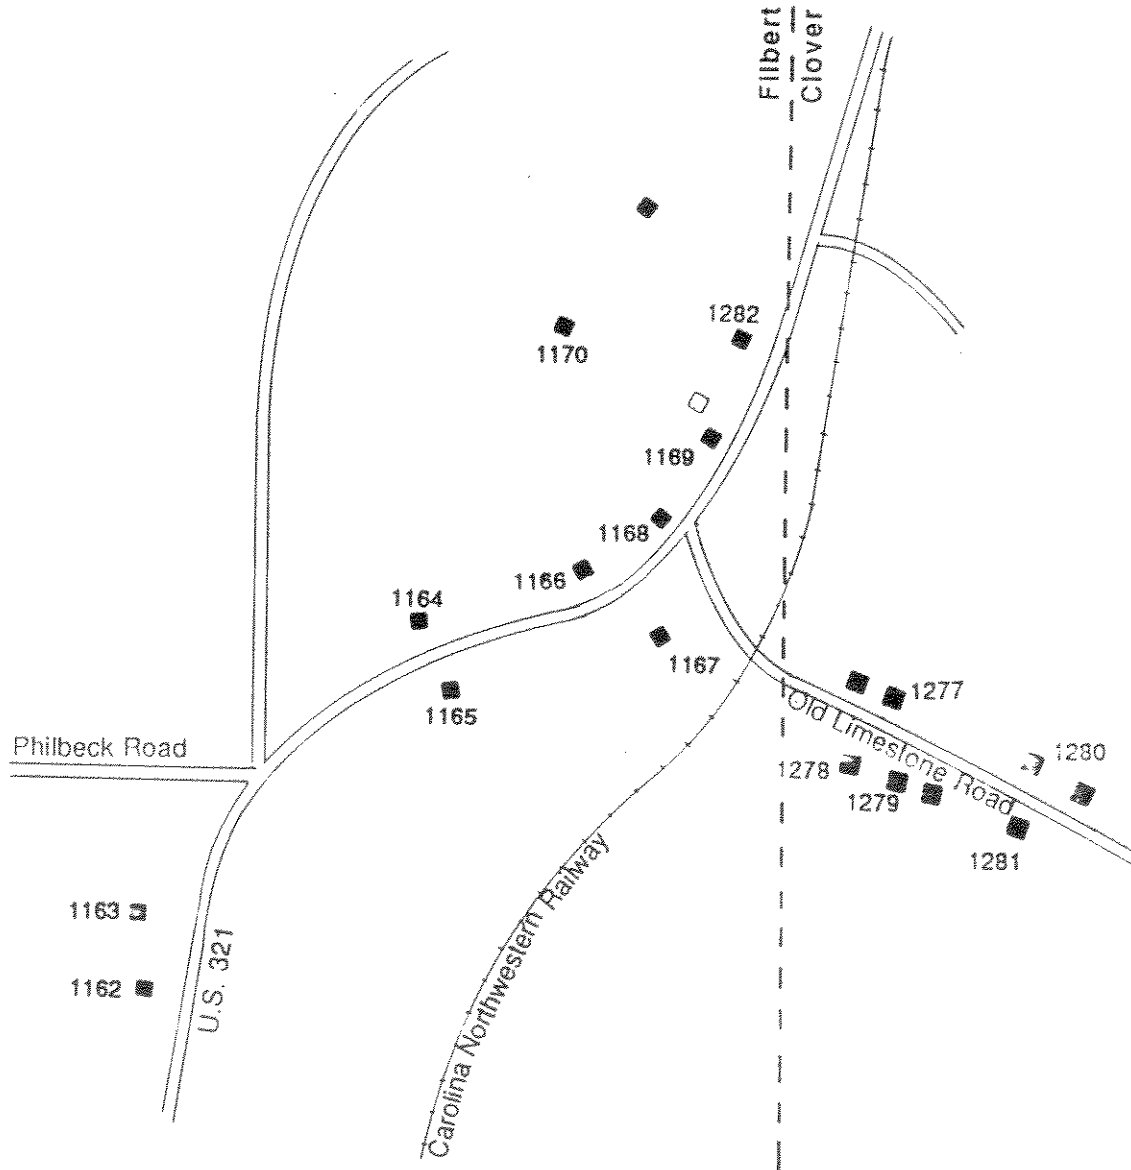 Filbert
Clover
1282
1170
1169
1168
1166
1164
1167
1165
1277
Philbeck Road
Old Limestone Road
1278
1280
1279
1281
1163
U.S. 321
1162
Carolina Northwestern Railway